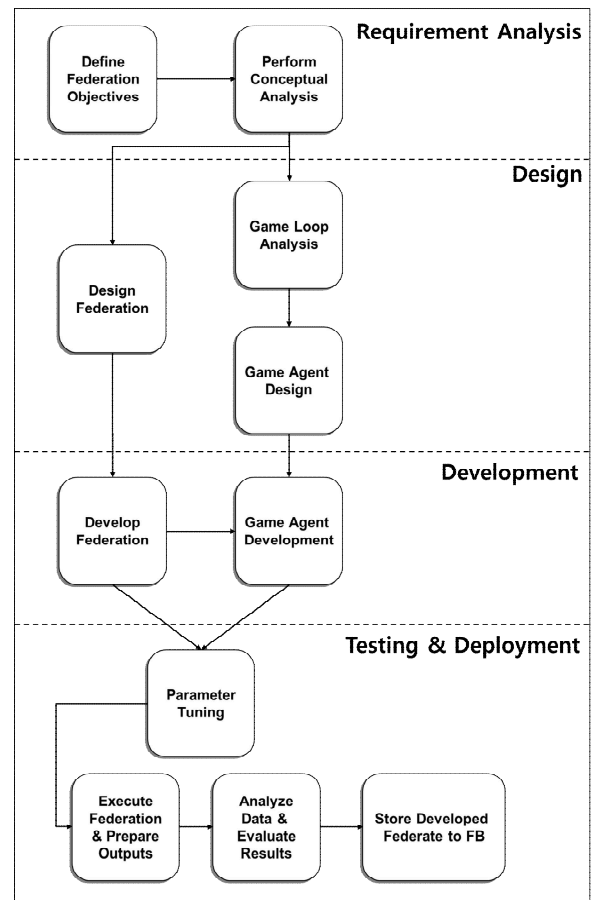 Requirement Analysis
Define
Federation
Objectives
Perform
Conceptual
Analysis
Design
Game Loop
Analysis
Design
Federation
Game Agent
Design
Development
Develop
Federation
Game Agent
Development
Testing & Deployment
Parameter
Tuning
Execute
Federation
& Prepare
Outputs
Analyze
Data &
Evaluate
Results
Store Developed
Federate to FB